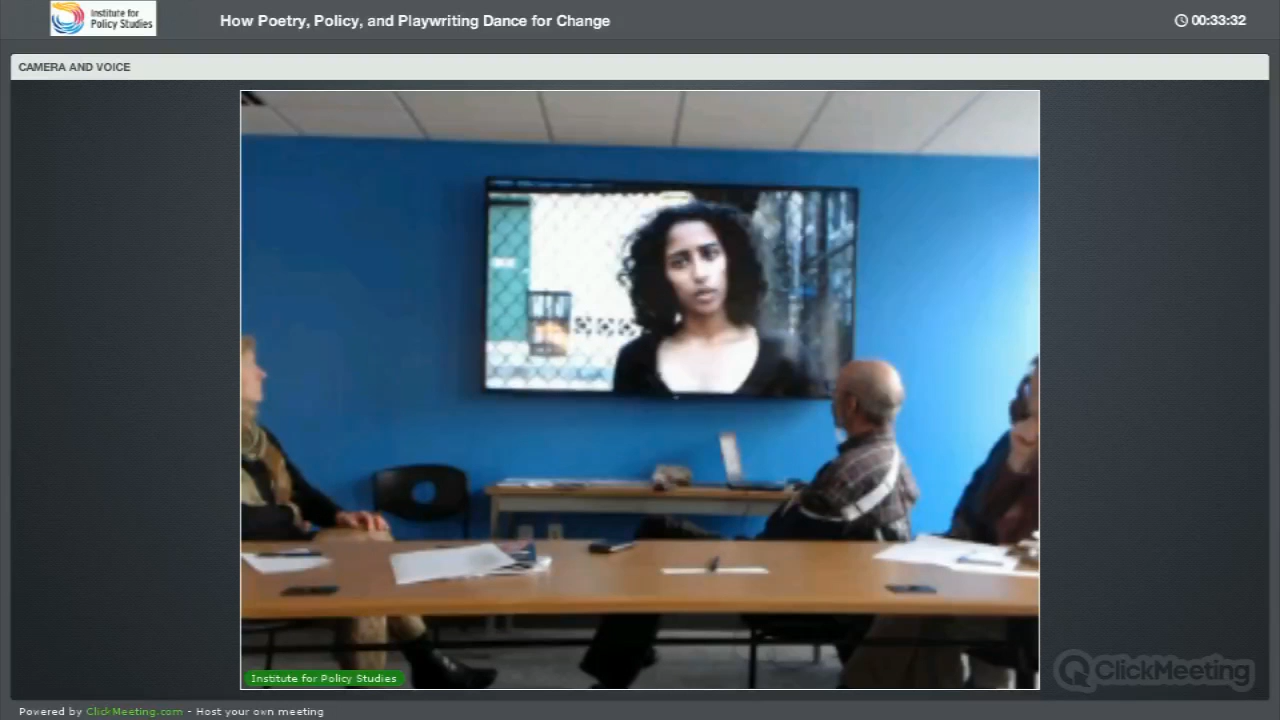 Institute for
Policy Studies
How Poetry, Policy, and Playwriting Dance for Change
00:33:32
CAMERA AND VOICE
Institute for Policy Studies
ClickMeeting
Powered by ClickMeeting.com - Host your own meeting